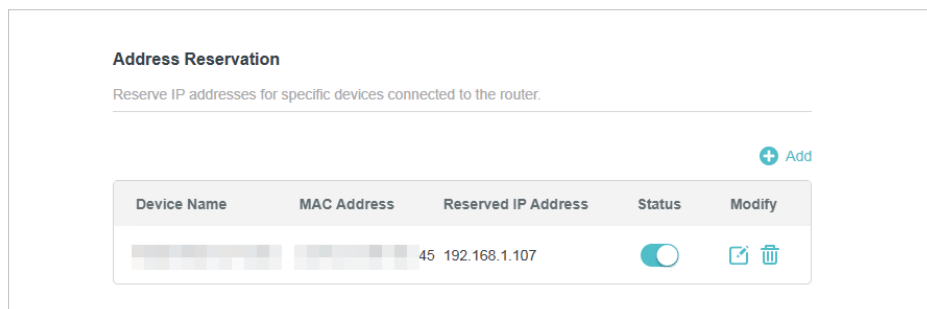 Address Reservation
Reserve IP addresses for specific devices connected to the router.
Add
Device Name MAC Address Reserved IP Address Status Modify
45 192.168.1.107